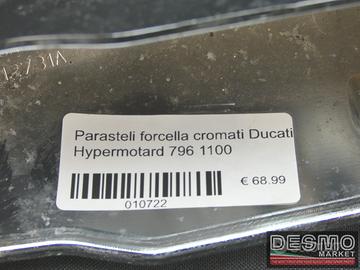 Parasteli forcella cromati Ducati
Hypermotard 796 1100
€ 68.99
010722
DESMO
MARKET